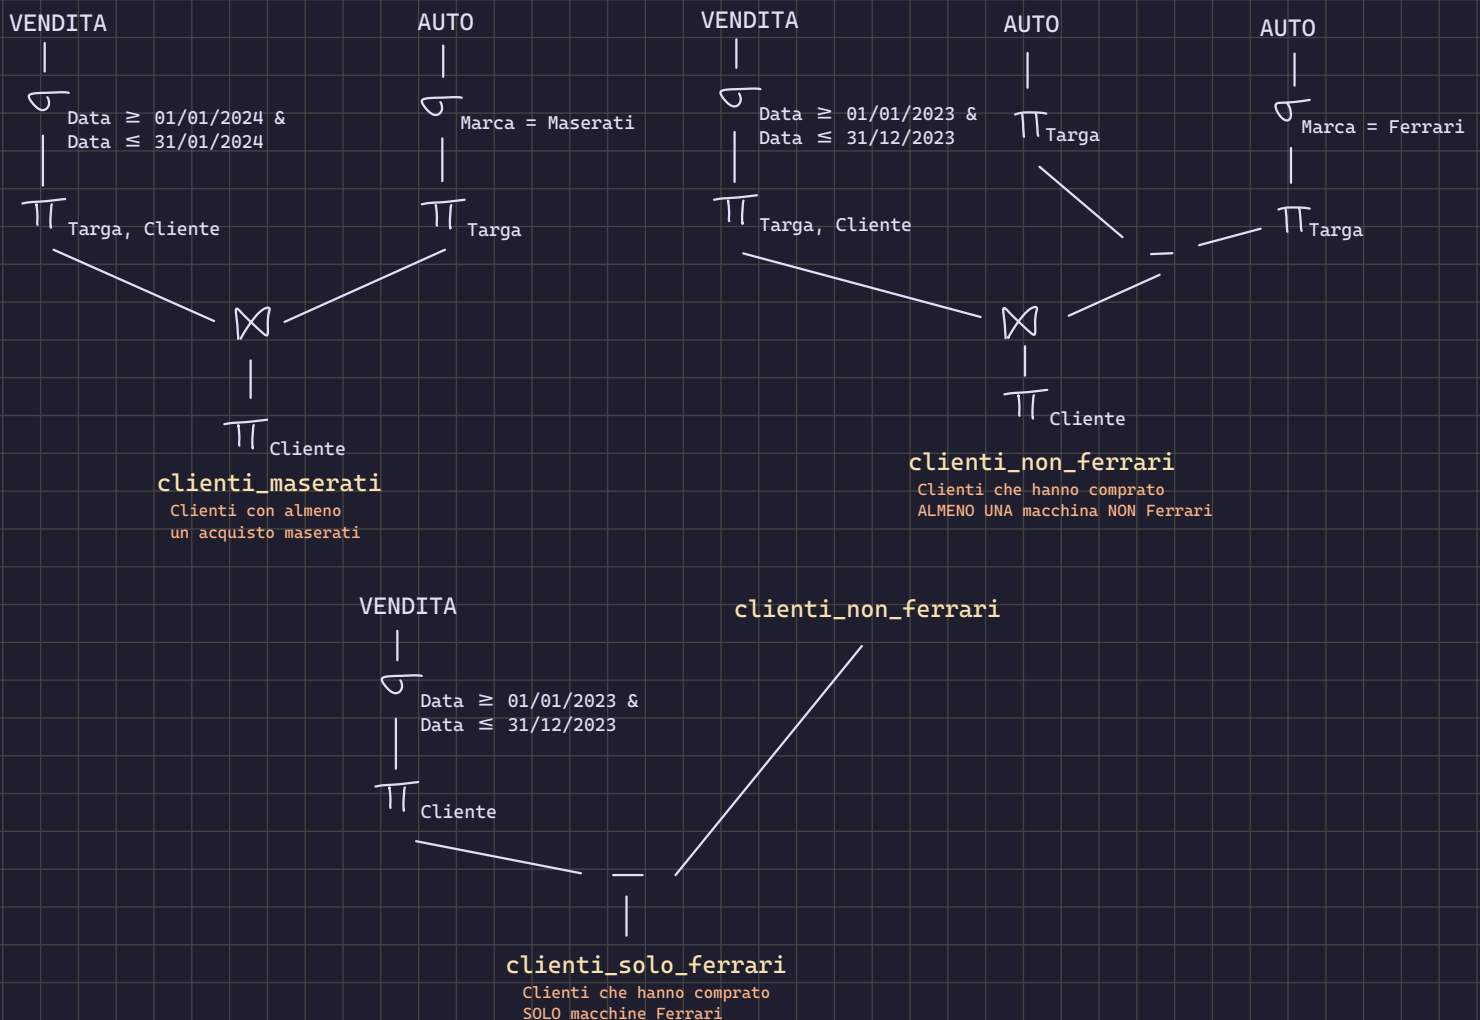 VENDITA
σ
Data ≥ 01/01/2024 &
Data ≤ 31/01/2024
π
Targa, Cliente
AUTO
σ
Marca = Maserati
π
Targa
⋈
π
Cliente
clienti_maserati
Clienti con almeno
un acquisto maserati
VENDITA
σ
Data ≥ 01/01/2023 &
Data ≤ 31/12/2023
π
Targa, Cliente
AUTO
π
Targa
AUTO
σ
Marca = Ferrari
π
Targa
−
⋈
π
Cliente
clienti_non_ferrari
Clienti che hanno comprato
ALMENO UNA macchina NON Ferrari
VENDITA
σ
Data ≥ 01/01/2023 &
Data ≤ 31/12/2023
π
Cliente
clienti_non_ferrari
−
clienti_solo_ferrari
Clienti che hanno comprato
SOLO macchine Ferrari